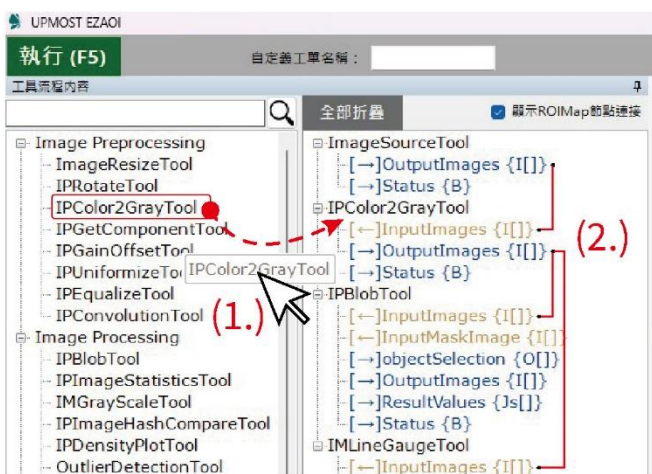 UPMOST EZAOI
執行 (F5)
自定義工單名稱：
工具流程內容
全部折疊
顯示ROIMap節點連接
Image Preprocessing
ImageResizeTool
IPRotateTool
IPColor2GrayTool
IPGetComponentTool
IPGainOffsetTool
IPUniformizeToo
IPColor2GrayTool
IPEqualizeTool
IPConvolutionTool
(1.)
Image Processing
IPBlobTool
IPImageStatisticsTool
IMGrayScaleTool
IPImageHashCompareTool
IPDensityPlotTool
OutlierDetectionTool
ImageSourceTool
[→]OutputImages {I[]}
[→]Status {B}
IPColor2GrayTool
[←]InputImages {I[]}
[→]OutputImages {I[]}
[→]Status {B}
(2.)
IPBlobTool
[←]InputImages {I[]}
[←]InputMaskImage {I[]}
[→]objectSelection {O[]}
[→]OutputImages {I[]}
[→]ResultValues {Js[]}
[→]Status {B}
IMLineGaugeTool
[←]InputImages {I[]}